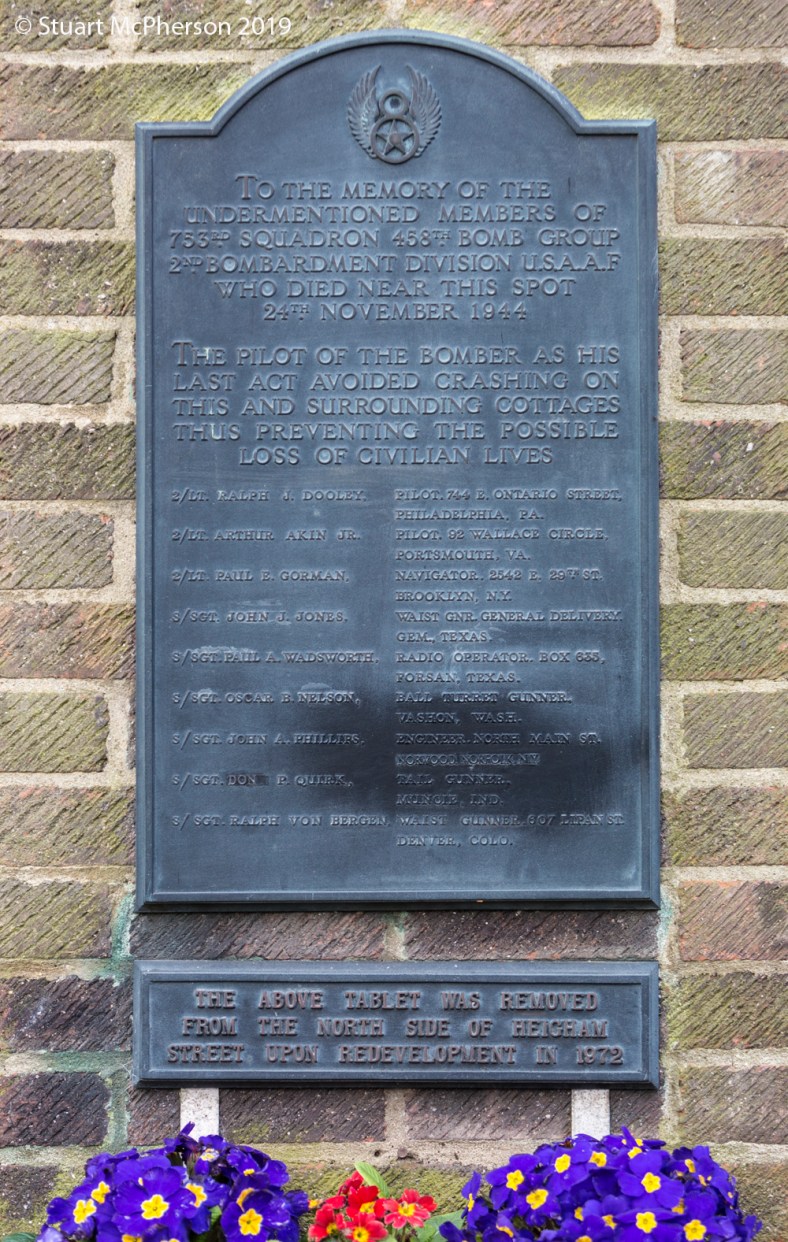 © Stuart McPherson 2019
8
TO THE MEMORY OF THE
UNDERMENTIONED MEMBERS OF
753RD SQUADRON 458TH BOMB GROUP
2ND BOMBARDMENT DIVISION U.S.A.A.F
WHO DIED NEAR THIS SPOT
24TH NOVEMBER 1944
THE PILOT OF THE BOMBER AS HIS
LAST ACT AVOIDED CRASHING ON
THIS AND SURROUNDING COTTAGES
THUS PREVENTING THE POSSIBLE
LOSS OF CIVILIAN LIVES
2/LT. RALPH J. DOOLEY, PILOT. 744 E. ONTARIO STREET,
PHILADELPHIA, PA.
2/LT. ARTHUR AKIN JR. PILOT. 92 WALLACE CIRCLE,
PORTSMOUTH, VA.
2/LT. PAUL E. GORMAN, NAVIGATOR. 2542 E. 29TH ST.
BROOKLYN, N.Y.
S/SGT. JOHN J. JONES. WAIST GNR. GENERAL DELIVERY.
GEM., TEXAS.
S/SGT. PAUL A. WADSWORTH. RADIO OPERATOR. BOX 635,
FORSAN, TEXAS.
S/SGT. OSCAR B. NELSON, BALL TURRET GUNNER.
VASHON, WASH.
S/SGT. JOHN A. PHILLIPS. ENGINEER. NORTH MAIN ST.
NORWOOD NORFOLK, N.Y
S/SGT. DON P. QUIRK, TAIL GUNNER,
MUNCIE IND.
S/SGT. RALPH VON BERGEN, WAIST GUNNER, 607 LIPAN ST.
DENVER, COLO.
THE ABOVE TABLET WAS REMOVED
FROM THE NORTH SIDE OF HEIGHAM
STREET UPON REDEVELOPMENT IN 1972